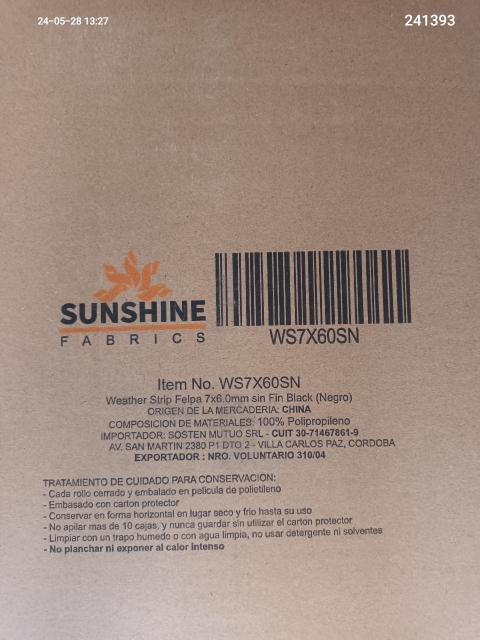 24-05-28 13:27
241393
SUNSHINE
FABRICS
WS7X60SN
Item No. WS7X60SN
Weather Strip Felpa 7x6.0mm sin Fin Black (Negro)
ORIGEN DE LA MERCADERIA: CHINA
COMPOSICION DE MATERIALES: 100% Polipropileno
IMPORTADOR: SOSTEN MUTUO SRL - CUIT 30-71467861-9
AV. SAN MARTIN 2380 P1 DTO 2 - VILLA CARLOS PAZ, CORDOBA
EXPORTADOR : NRO. VOLUNTARIO 310/04
TRATAMIENTO DE CUIDADO PARA CONSERVACION:
- Cada rollo cerrado y embalado en pelicula de polietileno
- Embasado con carton protector
- Conservar en forma horizontal en lugar seco y frio hasta su uso
- No apilar mas de 10 cajas, y nunca guardar sin utilizar el carton protector
- Limpiar con un trapo humedo o con agua limpia, no usar detergente ni solventes
- No planchar ni exponer al calor intenso